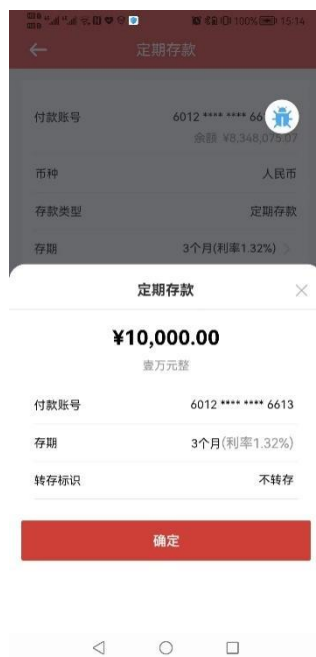 100% 15:14
定期存款
付款账号 6012 **** **** 66
余额 ¥8,348,075.07
币种 人民币
存款类型 定期存款
存期 3个月(利率1.32%)
定期存款
¥10,000.00
壹万元整
付款账号 6012 **** **** 6613
存期 3个月(利率1.32%)
转存标识 不转存
确定